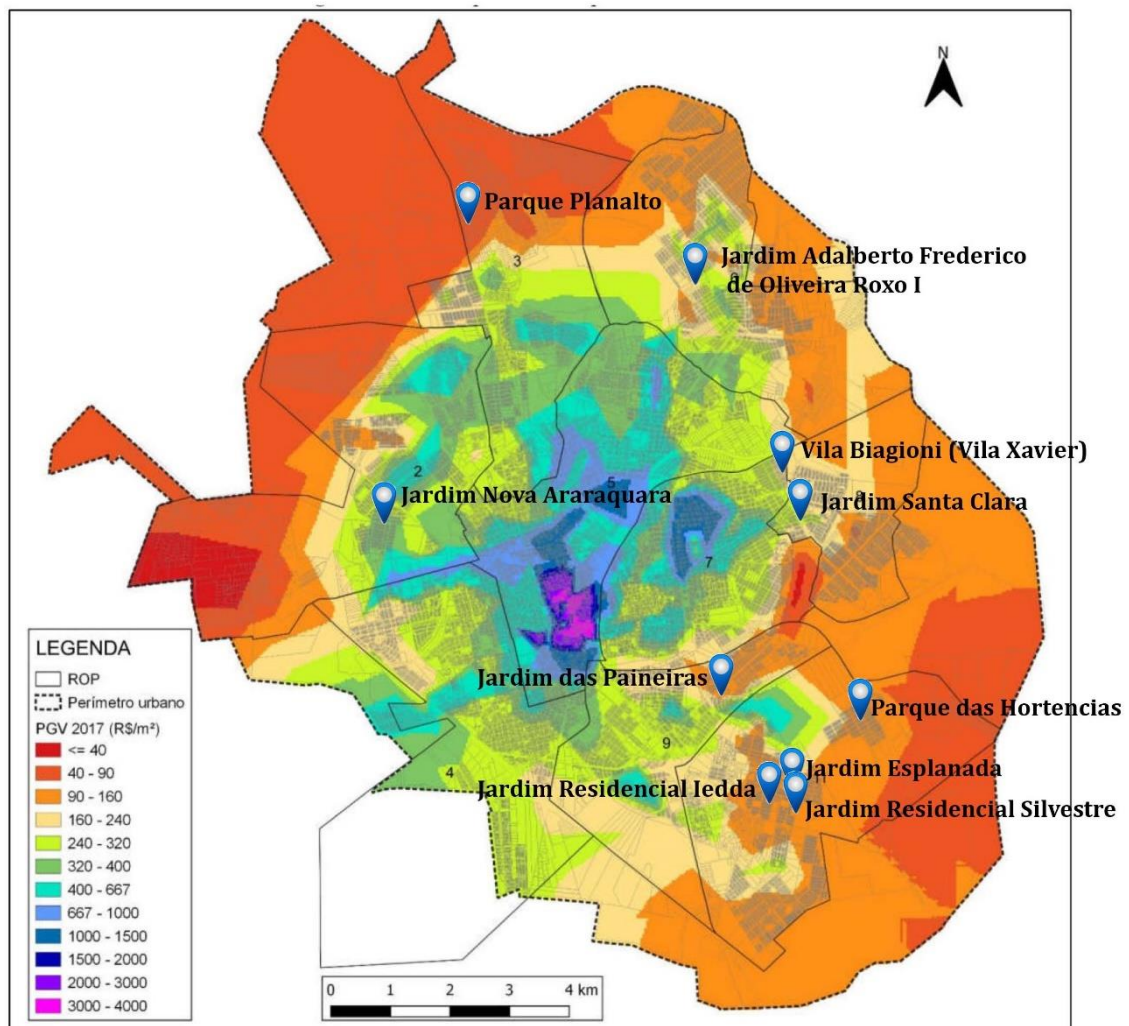 N
Parque Planalto
3
Jardim Adalberto Frederico
de Oliveira Roxo I
2
5
Vila Biagioni (Vila Xavier)
Jardim Nova Araraquara
8
Jardim Santa Clara
7
Jardim das Paineiras
Parque das Hortencias
9
4
Jardim Esplanada
Jardim Residencial Iedda
Jardim Residencial Silvestre
LEGENDA
ROP
Perímetro urbano
PGV 2017 (R$/m²)
<= 40
40 - 90
90 - 160
160 - 240
240 - 320
320 - 400
400 - 667
667 - 1000
1000 - 1500
1500 - 2000
2000 - 3000
3000 - 4000
0 1 2 3 4 km